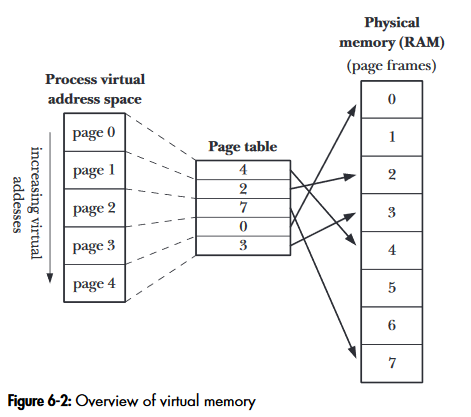 Physical
memory (RAM)
(page frames)
Process virtual
address space
increasing virtual
addesses
page 0
page 1
page 2
page 3
page 4
Page table
4
2
7
0
3
0
1
2
3
4
5
6
7
Figure 6-2: Overview of virtual memory